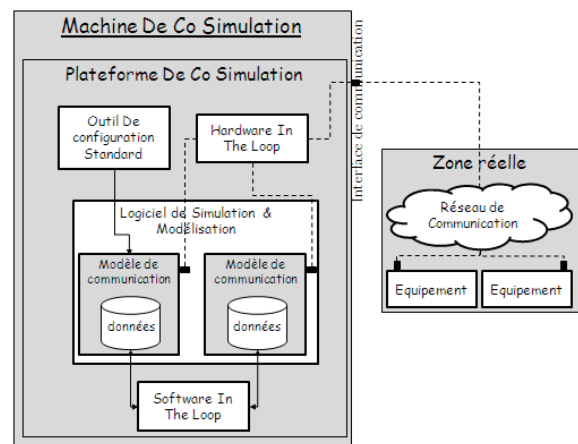 Machine De Co Simulation
Plateforme De Co Simulation
Outil De
configuration
Standard
Hardware In
The Loop
Interface de communication
Logiciel de Simulation &
Modélisation
Modèle de
communication
données
Modèle de
communication
données
Software In
The Loop
Zone réelle
Réseau de
Communication
Equipement
Equipement